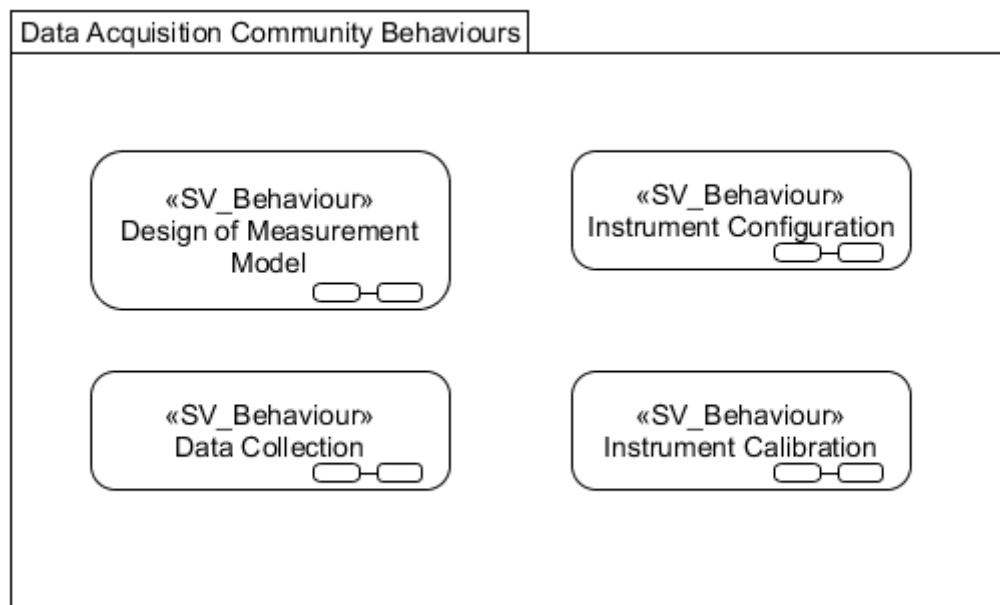 Data Acquisition Community Behaviours
«SV_Behaviour»
Design of Measurement
Model
«SV_Behaviour»
Instrument Configuration
«SV_Behaviour»
Data Collection
«SV_Behaviour»
Instrument Calibration